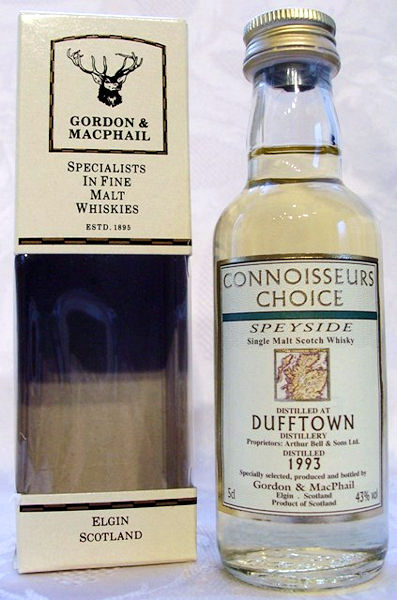 GORDON &
MACPHAIL
SPECIALISTS
IN FINE
MALT
WHISKIES
ESTD. 1895
ELGIN
SCOTLAND
CONNOISSEURS
CHOICE
SPEYSIDE
Single Malt Scotch Whisky
DISTILLED AT
DUFFTOWN
DISTILLERY
Proprietors: Arthur Bell & Sons Ltd.
DISTILLED
1993
Specially selected, produced and bottled by
Gordon & MacPhail
Elgin . Scotland
Product of Scotland
5cl
43% vol